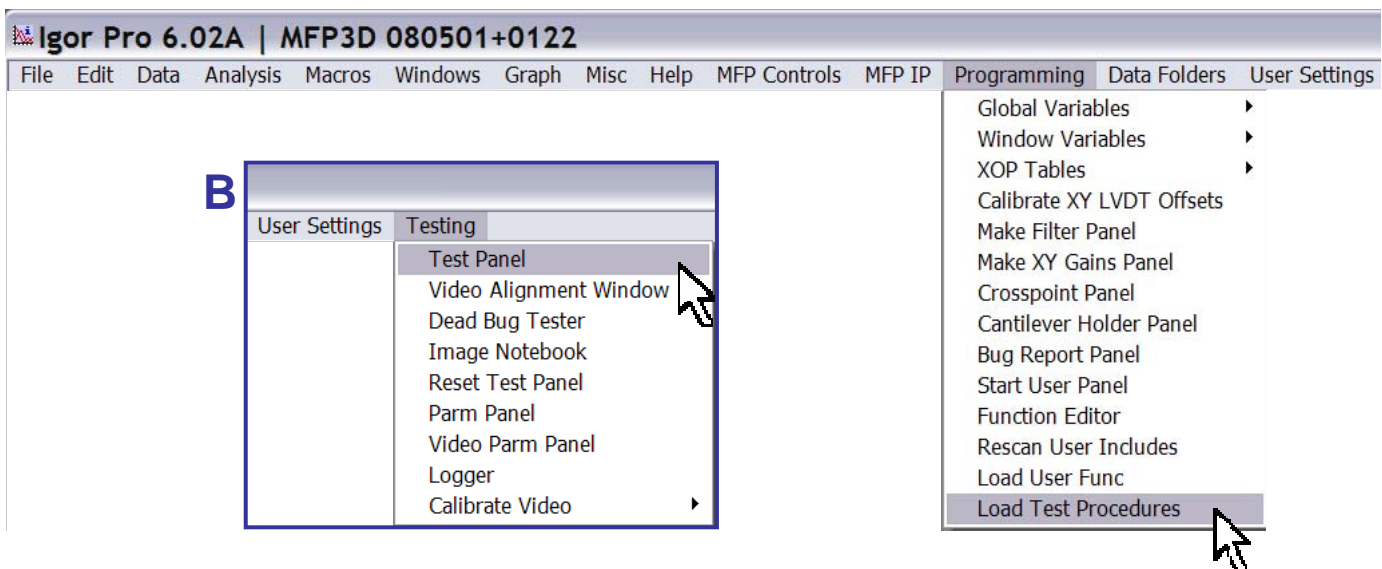 Igor Pro 6.02A | MFP3D 080501+0122
File Edit Data Analysis Macros Windows Graph Misc Help MFP Controls MFP IP Programming Data Folders User Settings
B
User Settings Testing
Test Panel
Video Alignment Window
Dead Bug Tester
Image Notebook
Reset Test Panel
Parm Panel
Video Parm Panel
Logger
Calibrate Video
Global Variables
Window Variables
XOP Tables
Calibrate XY LVDT Offsets
Make Filter Panel
Make XY Gains Panel
Crosspoint Panel
Cantilever Holder Panel
Bug Report Panel
Start User Panel
Function Editor
Rescan User Includes
Load User Func
Load Test Procedures